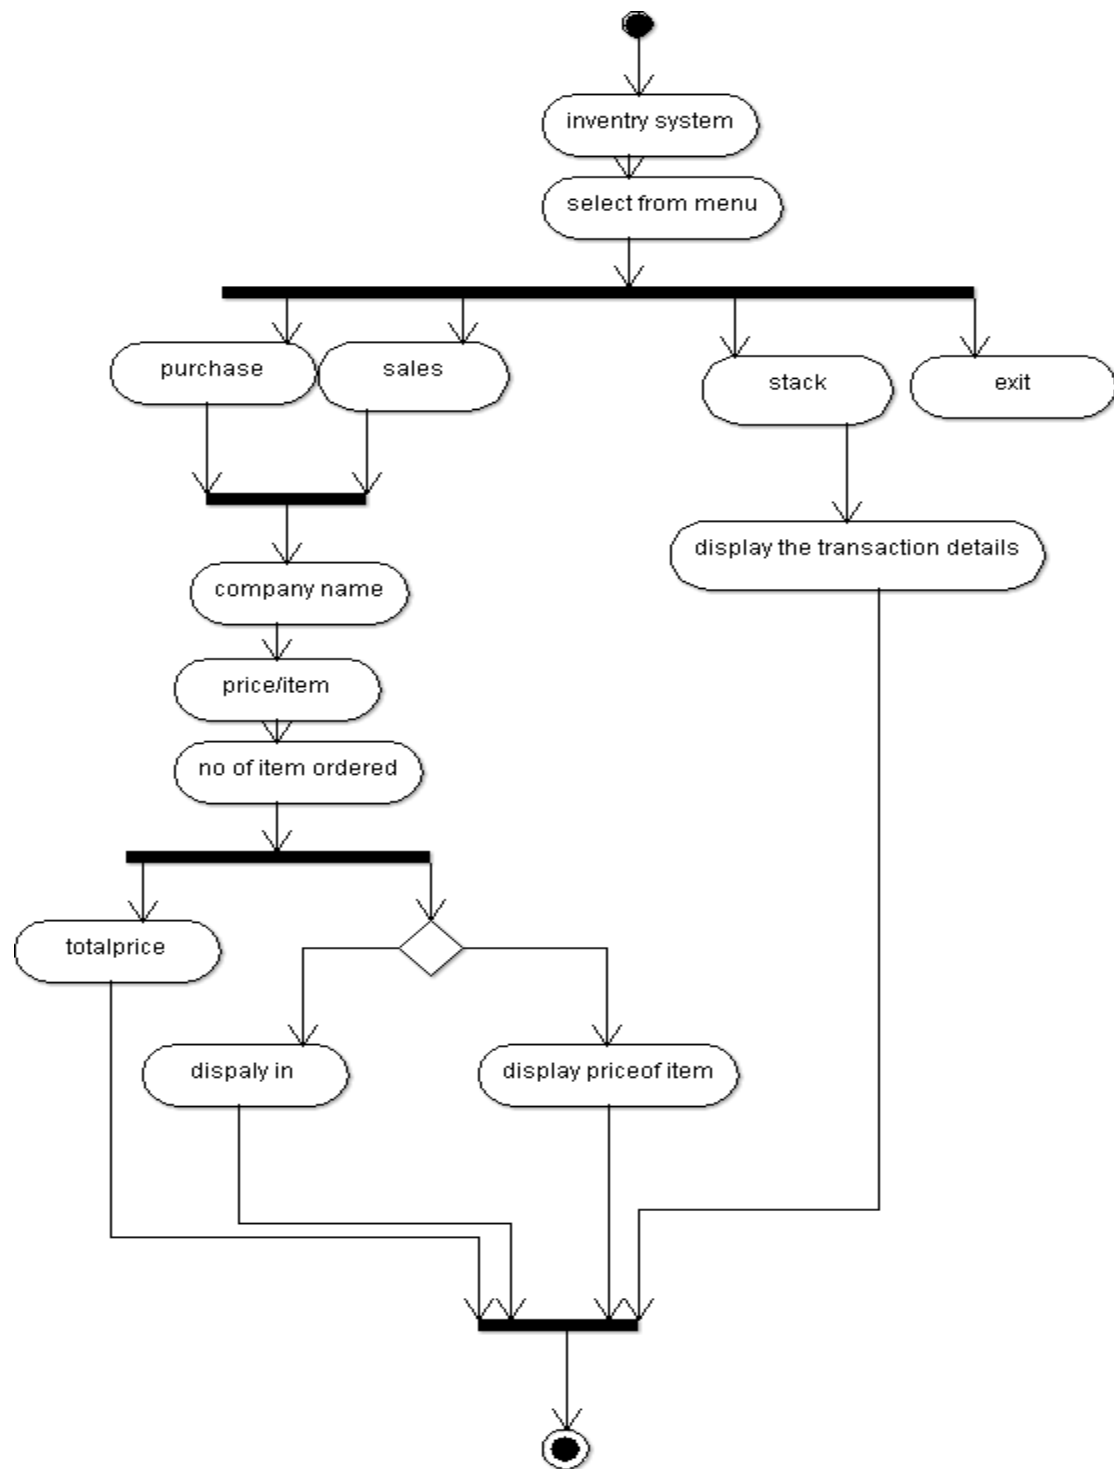 inventry system
select from menu
purchase
sales
stack
exit
display the transaction details
company name
price/item
no of item ordered
totalprice
dispaly in
display priceof item